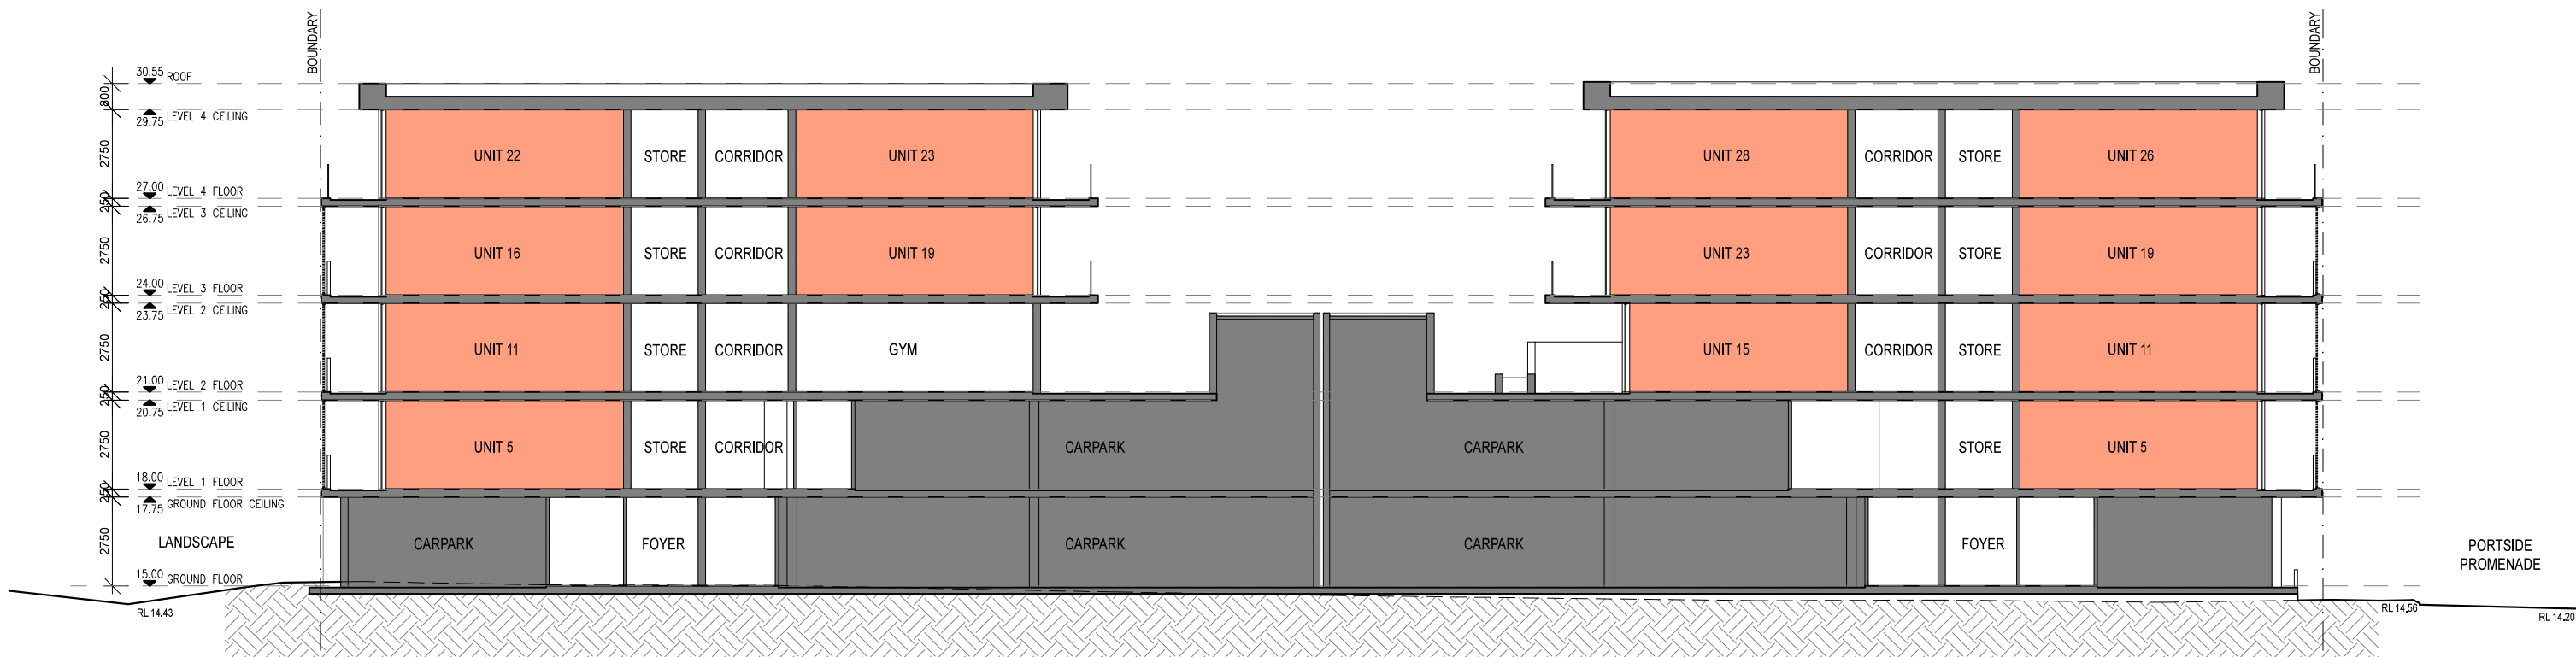 BOUNDARY
BOUNDARY
30.55 ROOF
800
29.75 LEVEL 4 CEILING
2750
UNIT 22 STORE CORRIDOR UNIT 23 UNIT 28 CORRIDOR STORE UNIT 26
27.00 LEVEL 4 FLOOR
250
26.75 LEVEL 3 CEILING
2750
UNIT 16 STORE CORRIDOR UNIT 19 UNIT 23 CORRIDOR STORE UNIT 19
24.00 LEVEL 3 FLOOR
250
23.75 LEVEL 2 CEILING
2750
UNIT 11 STORE CORRIDOR GYM UNIT 15 CORRIDOR STORE UNIT 11
21.00 LEVEL 2 FLOOR
250
20.75 LEVEL 1 CEILING
2750
UNIT 5 STORE CORRIDOR CARPARK CARPARK STORE UNIT 5
18.00 LEVEL 1 FLOOR
250
17.75 GROUND FLOOR CEILING
2750
LANDSCAPE CARPARK FOYER CARPARK CARPARK FOYER PORTSIDE
PROMENADE
15.00 GROUND FLOOR
RL 14.43
RL 14.56
RL 14.20